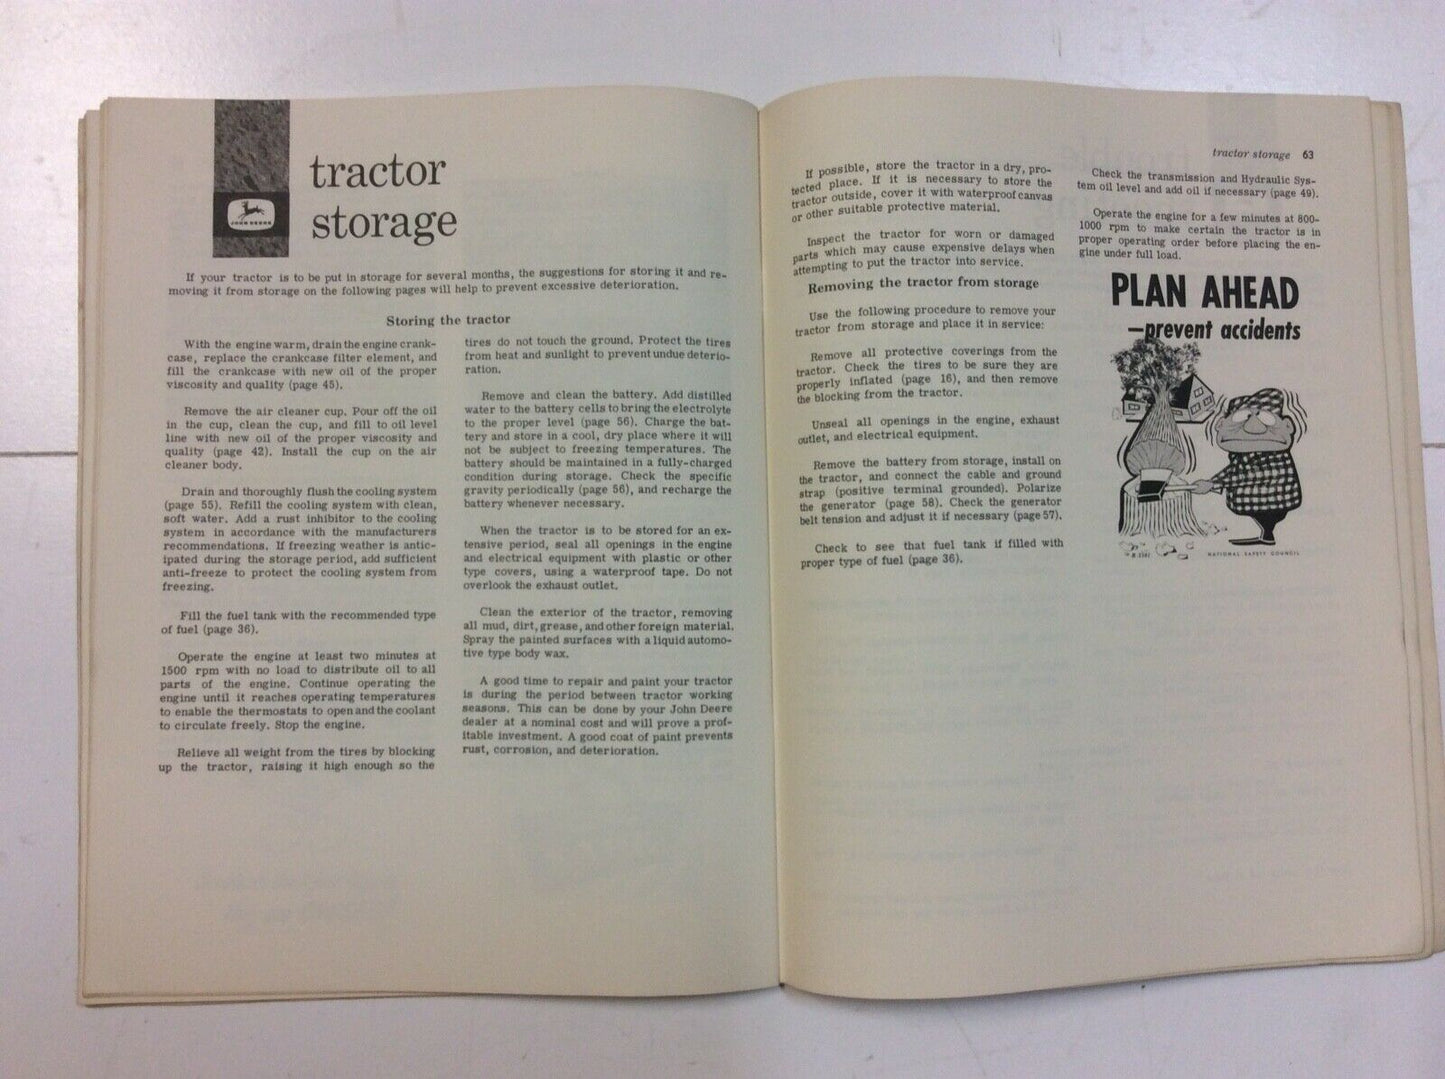 JOHN DEERE
tractor
storage
If your tractor is to be put in storage for several months, the suggestions for storing it and re-
moving it from storage on the following pages will help to prevent excessive deterioration.
Storing the tractor
With the engine warm, drain the engine crank-
case, replace the crankcase filter element, and
fill the crankcase with new oil of the proper
viscosity and quality (page 45).
Remove the air cleaner cup. Pour off the oil
in the cup, clean the cup, and fill to oil level
line with new oil of the proper viscosity and
quality (page 42). Install the cup on the air
cleaner body.
Drain and thoroughly flush the cooling system
(page 55). Refill the cooling system with clean,
soft water. Add a rust inhibitor to the cooling
system in accordance with the manufacturers
recommendations. If freezing weather is antic-
ipated during the storage period, add sufficient
anti-freeze to protect the cooling system from
freezing.
Fill the fuel tank with the recommended type
of fuel (page 36).
Operate the engine at least two minutes at
1500 rpm with no load to distribute oil to all
parts of the engine. Continue operating the
engine until it reaches operating temperatures
to enable the thermostats to open and the coolant
to circulate freely. Stop the engine.
Relieve all weight from the tires by blocking
up the tractor, raising it high enough so the
tires do not touch the ground. Protect the tires
from heat and sunlight to prevent undue deterio-
ration.
Remove and clean the battery. Add distilled
water to the battery cells to bring the electrolyte
to the proper level (page 56). Charge the bat-
tery and store in a cool, dry place where it will
not be subject to freezing temperatures. The
battery should be maintained in a fully-charged
condition during storage. Check the specific
gravity periodically (page 56), and recharge the
battery whenever necessary.
When the tractor is to be stored for an ex-
tensive period, seal all openings in the engine
and electrical equipment with plastic or other
type covers, using a waterproof tape. Do not
overlook the exhaust outlet.
Clean the exterior of the tractor, removing
all mud, dirt, grease, and other foreign material.
Spray the painted surfaces with a liquid automo-
tive type body wax.
A good time to repair and paint your tractor
is during the period between tractor working
seasons. This can be done by your John Deere
dealer at a nominal cost and will prove a prof-
itable investment. A good coat of paint prevents
rust, corrosion, and deterioration.
tractor storage 63
If possible, store the tractor in a dry, pro-
tected place. If it is necessary to store the
tractor outside, cover it with waterproof canvas
or other suitable protective material.
Inspect the tractor for worn or damaged
parts which may cause expensive delays when
attempting to put the tractor into service.
Removing the tractor from storage
Use the following procedure to remove your
tractor from storage and place it in service:
Remove all protective coverings from the
tractor. Check the tires to be sure they are
properly inflated (page 16), and then remove
the blocking from the tractor.
Unseal all openings in the engine, exhaust
outlet, and electrical equipment.
Remove the battery from storage, install on
the tractor, and connect the cable and ground
strap (positive terminal grounded). Polarize
the generator (page 58). Check the generator
belt tension and adjust it if necessary (page 57).
Check to see that fuel tank if filled with
proper type of fuel (page 36).
Check the transmission and Hydraulic Sys-
tem oil level and add oil if necessary (page 49).
Operate the engine for a few minutes at 800-
1000 rpm to make certain the tractor is in
proper operating order before placing the en-
gine under full load.
PLAN AHEAD
—prevent accidents
NATIONAL SAFETY COUNCIL